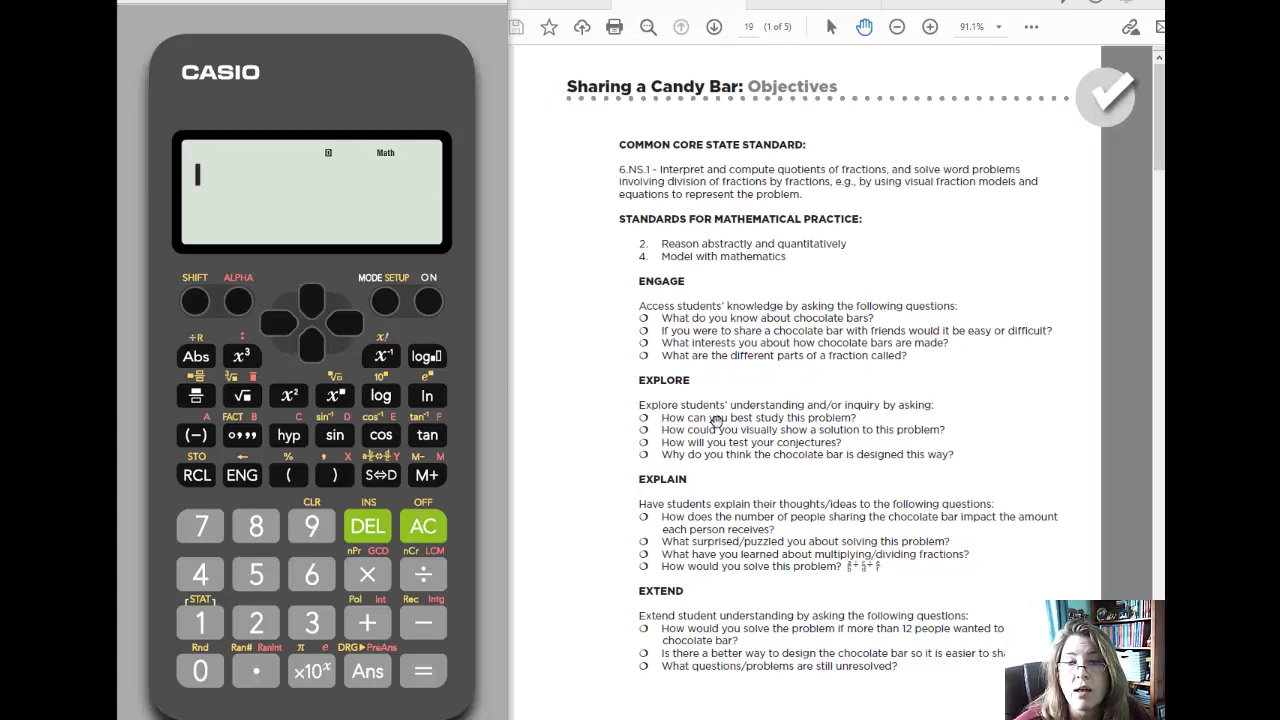 CASIO
D Math
SHIFT ALPHA MODE SETUP ON
÷R : x!
Abs x³ x⁻¹ log
10ˣ eˣ
√ x² x log ln
A FACT B C sin⁻¹ D cos⁻¹ E tan⁻¹ F
(−) hyp sin cos tan
STO ← % , X Y M− M
RCL ENG ( ) S⇔D M+
CLR INS OFF
7 8 9 DEL AC
nPr GCD nCr LCM
4 5 6 × ÷
STAT Pol Int Rec Intg
1 2 3 + −
Rnd Ran# RanInt π e DRG▶ PreAns
0 . ×10ˣ Ans =
19 (1 of 5) 91.1%
Sharing a Candy Bar: Objectives
COMMON CORE STATE STANDARD:
6.NS.1 - Interpret and compute quotients of fractions, and solve word problems
involving division of fractions by fractions, e.g., by using visual fraction models and
equations to represent the problem.
STANDARDS FOR MATHEMATICAL PRACTICE:
2. Reason abstractly and quantitatively
4. Model with mathematics
ENGAGE
Access students' knowledge by asking the following questions:
What do you know about chocolate bars?
If you were to share a chocolate bar with friends would it be easy or difficult?
What interests you about how chocolate bars are made?
What are the different parts of a fraction called?
EXPLORE
Explore students' understanding and/or inquiry by asking:
How can you best study this problem?
How could you visually show a solution to this problem?
How will you test your conjectures?
Why do you think the chocolate bar is designed this way?
EXPLAIN
Have students explain their thoughts/ideas to the following questions:
How does the number of people sharing the chocolate bar impact the amount
each person receives?
What surprised/puzzled you about solving this problem?
What have you learned about multiplying/dividing fractions?
How would you solve this problem? a/b ÷ c/d ÷ e/f
EXTEND
Extend student understanding by asking the following questions:
How would you solve the problem if more than 12 people wanted to
chocolate bar?
Is there a better way to design the chocolate bar so it is easier to sh
What questions/problems are still unresolved?